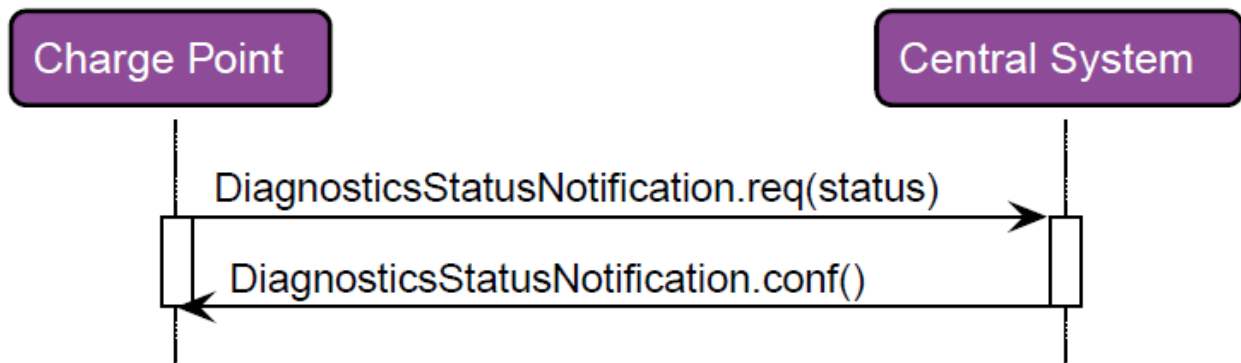 Charge Point
Central System
DiagnosticsStatusNotification.req(status)
DiagnosticsStatusNotification.conf()